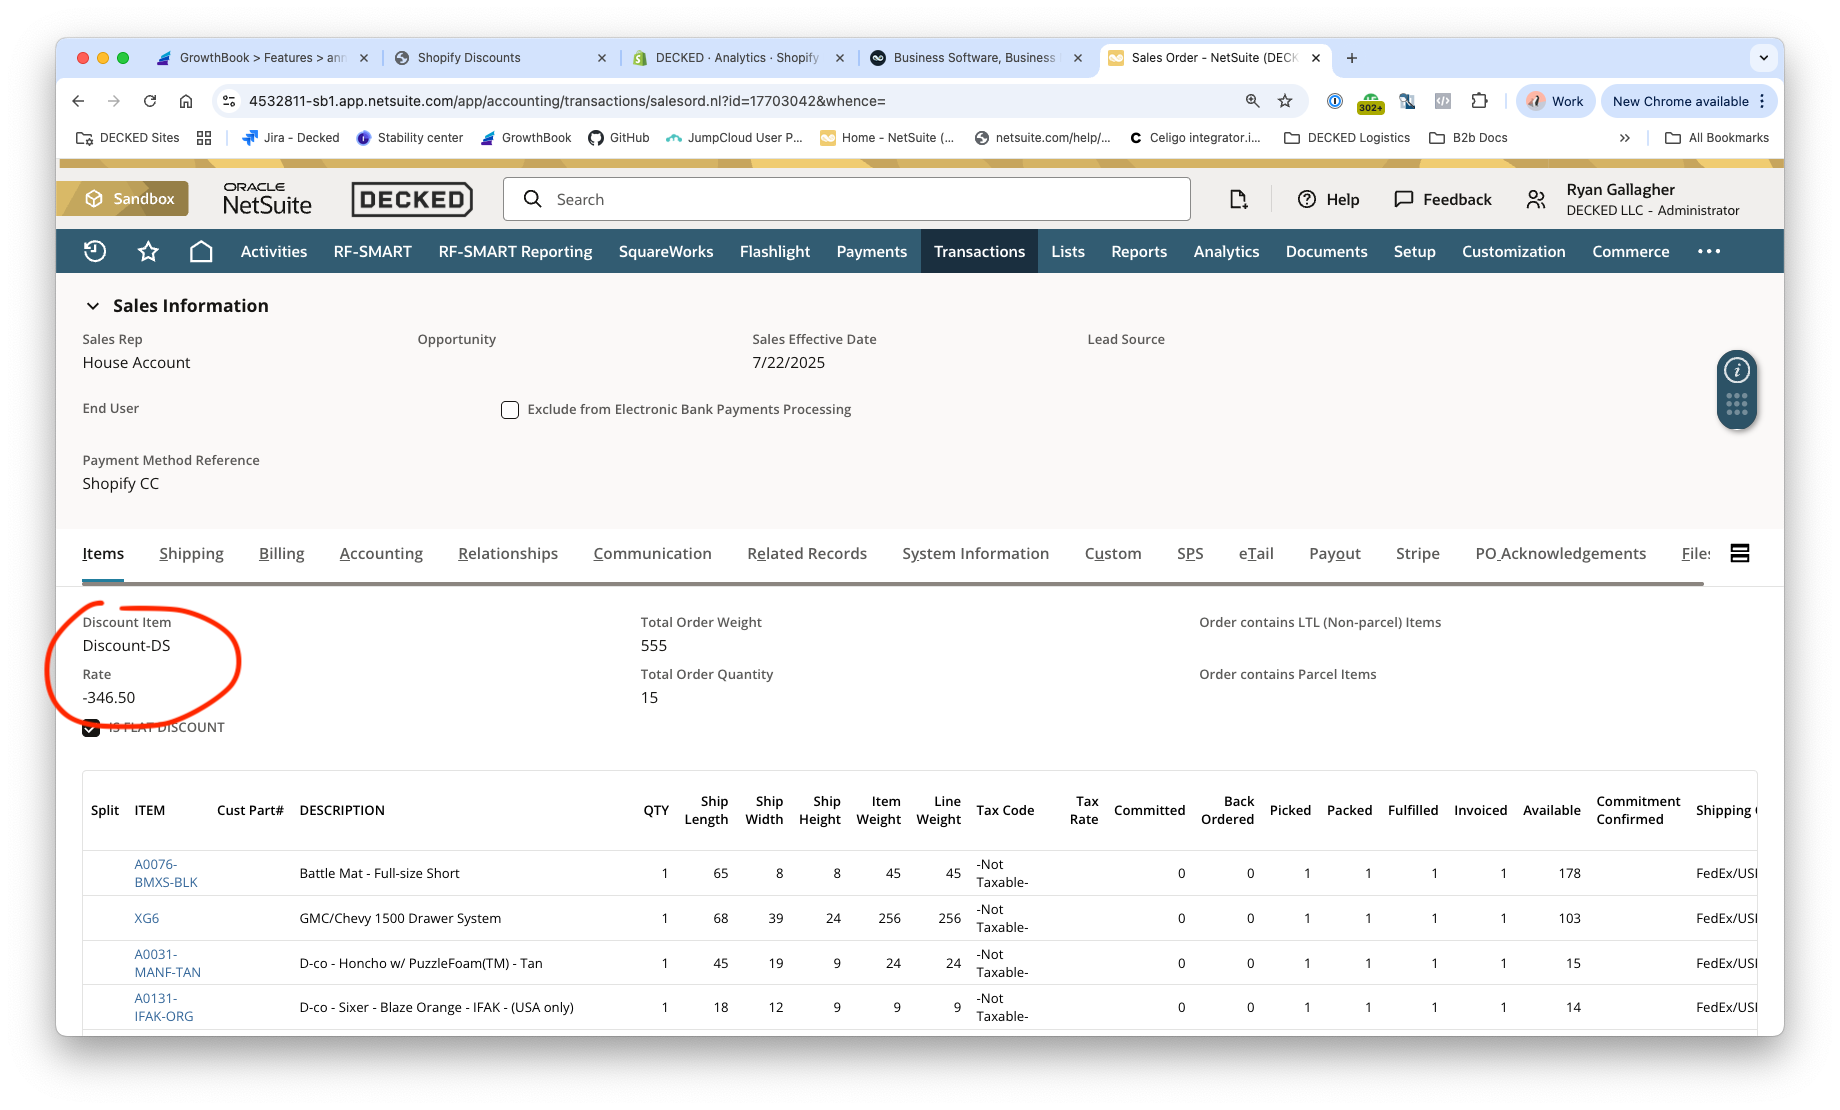 GrowthBook > Features > ann
Shopify Discounts
DECKED · Analytics · Shopify
Business Software, Business
Sales Order - NetSuite (DECK
4532811-sb1.app.netsuite.com/app/accounting/transactions/salesord.nl?id=17703042&whence=
302+
Work
New Chrome available
DECKED Sites
Jira - Decked
Stability center
GrowthBook
GitHub
JumpCloud User P...
Home - NetSuite (...
netsuite.com/help/...
Celigo integrator.i...
DECKED Logistics
B2b Docs
»
All Bookmarks
Sandbox
ORACLE
NetSuite
DECKED
Search
Help
Feedback
Ryan Gallagher
DECKED LLC - Administrator
Activities
RF-SMART
RF-SMART Reporting
SquareWorks
Flashlight
Payments
Transactions
Lists
Reports
Analytics
Documents
Setup
Customization
Commerce
Sales Information
Sales Rep
House Account
Opportunity
Sales Effective Date
7/22/2025
Lead Source
End User
Exclude from Electronic Bank Payments Processing
Payment Method Reference
Shopify CC
Items
Shipping
Billing
Accounting
Relationships
Communication
Related Records
System Information
Custom
SPS
eTail
Payout
Stripe
PO Acknowledgements
Files
Discount Item
Discount-DS
Rate
-346.50
IS FLAT DISCOUNT
Total Order Weight
555
Total Order Quantity
15
Order contains LTL (Non-parcel) Items
Order contains Parcel Items
Split ITEM Cust Part# DESCRIPTION QTY Ship Length Ship Width Ship Height Item Weight Line Weight Tax Code Tax Rate Committed Back Ordered Picked Packed Fulfilled Invoiced Available Commitment Confirmed Shipping
A0076-BMXS-BLK Battle Mat - Full-size Short 1 65 8 8 45 45 -Not Taxable- 0 0 1 1 1 1 178 FedEx/USI
XG6 GMC/Chevy 1500 Drawer System 1 68 39 24 256 256 -Not Taxable- 0 0 1 1 1 1 103 FedEx/USI
A0031-MANF-TAN D-co - Honcho w/ PuzzleFoam(TM) - Tan 1 45 19 9 24 24 -Not Taxable- 0 0 1 1 1 1 15 FedEx/USI
A0131-IFAK-ORG D-co - Sixer - Blaze Orange - IFAK - (USA only) 1 18 12 9 9 9 -Not Taxable- 0 0 1 1 1 1 14 FedEx/USI